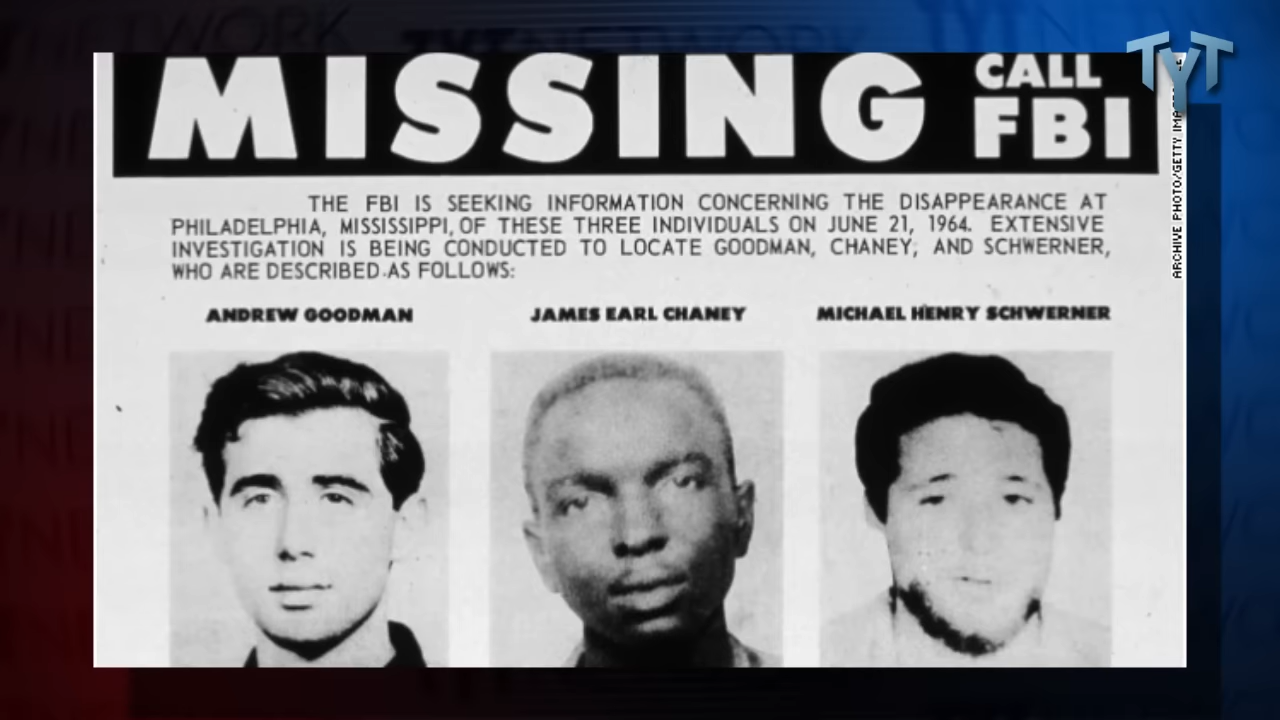 TYT
MISSING
CALL
FBI
THE FBI IS SEEKING INFORMATION CONCERNING THE DISAPPEARANCE AT
PHILADELPHIA, MISSISSIPPI, OF THESE THREE INDIVIDUALS ON JUNE 21, 1964. EXTENSIVE
INVESTIGATION IS BEING CONDUCTED TO LOCATE GOODMAN, CHANEY, AND SCHWERNER,
WHO ARE DESCRIBED AS FOLLOWS:
ANDREW GOODMAN
JAMES EARL CHANEY
MICHAEL HENRY SCHWERNER
ARCHIVE PHOTO/GETTY
NETWORK